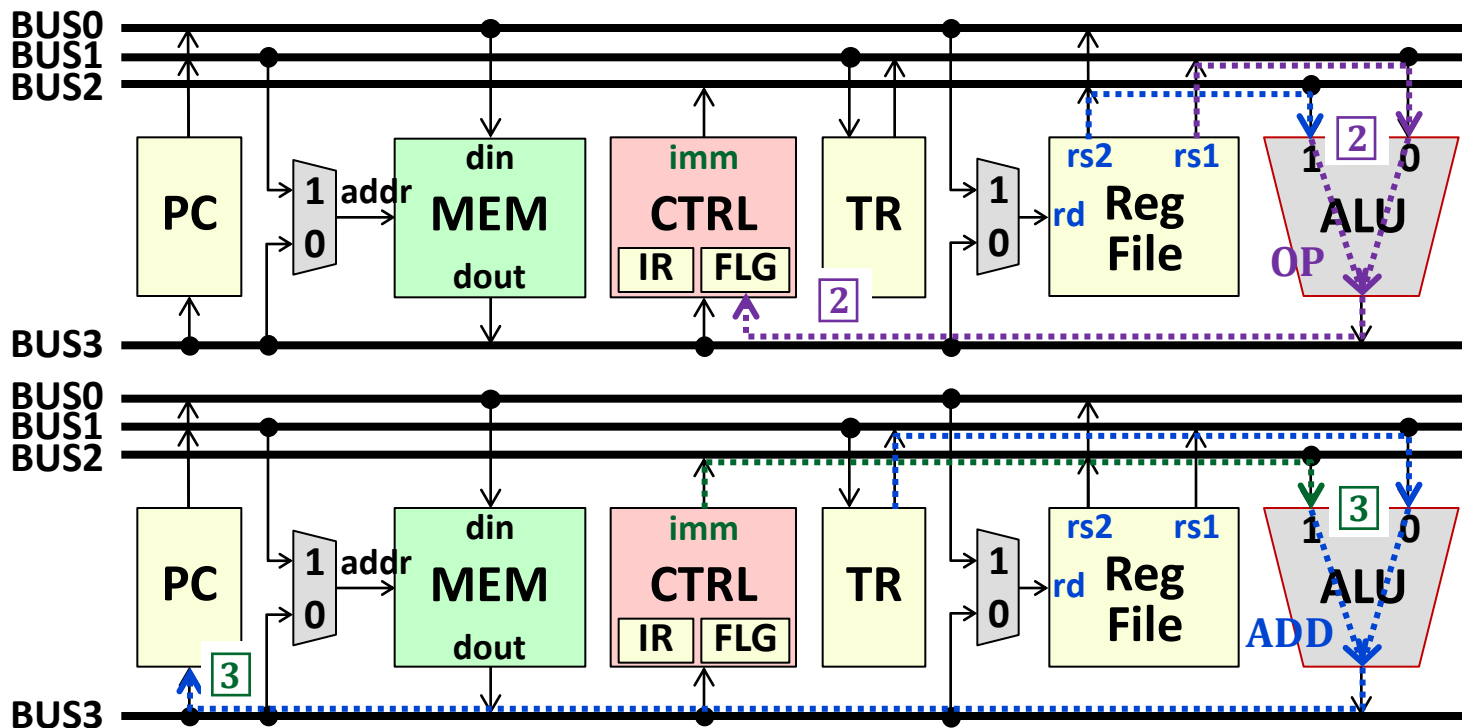 BUS0
BUS1
BUS2
PC
1
0
addr
din
MEM
dout
imm
CTRL
IR
FLG
2
TR
1
0
rd
rs2
rs1
Reg
File
1
2
0
ALU
OP
BUS3
BUS0
BUS1
BUS2
PC
3
1
0
addr
din
MEM
dout
imm
CTRL
IR
FLG
TR
1
0
rd
rs2
rs1
Reg
File
1
3
0
ALU
ADD
BUS3